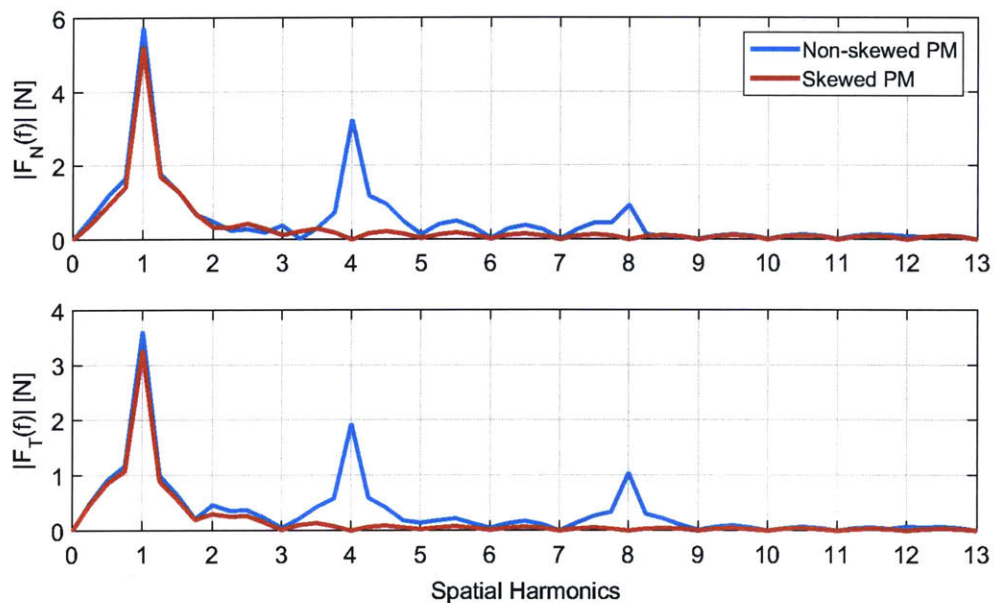 6
4
2
0
|F_N(f)| [N]
Non-skewed PM
Skewed PM
0 1 2 3 4 5 6 7 8 9 10 11 12 13
4
3
2
1
0
|F_T(f)| [N]
0 1 2 3 4 5 6 7 8 9 10 11 12 13
Spatial Harmonics